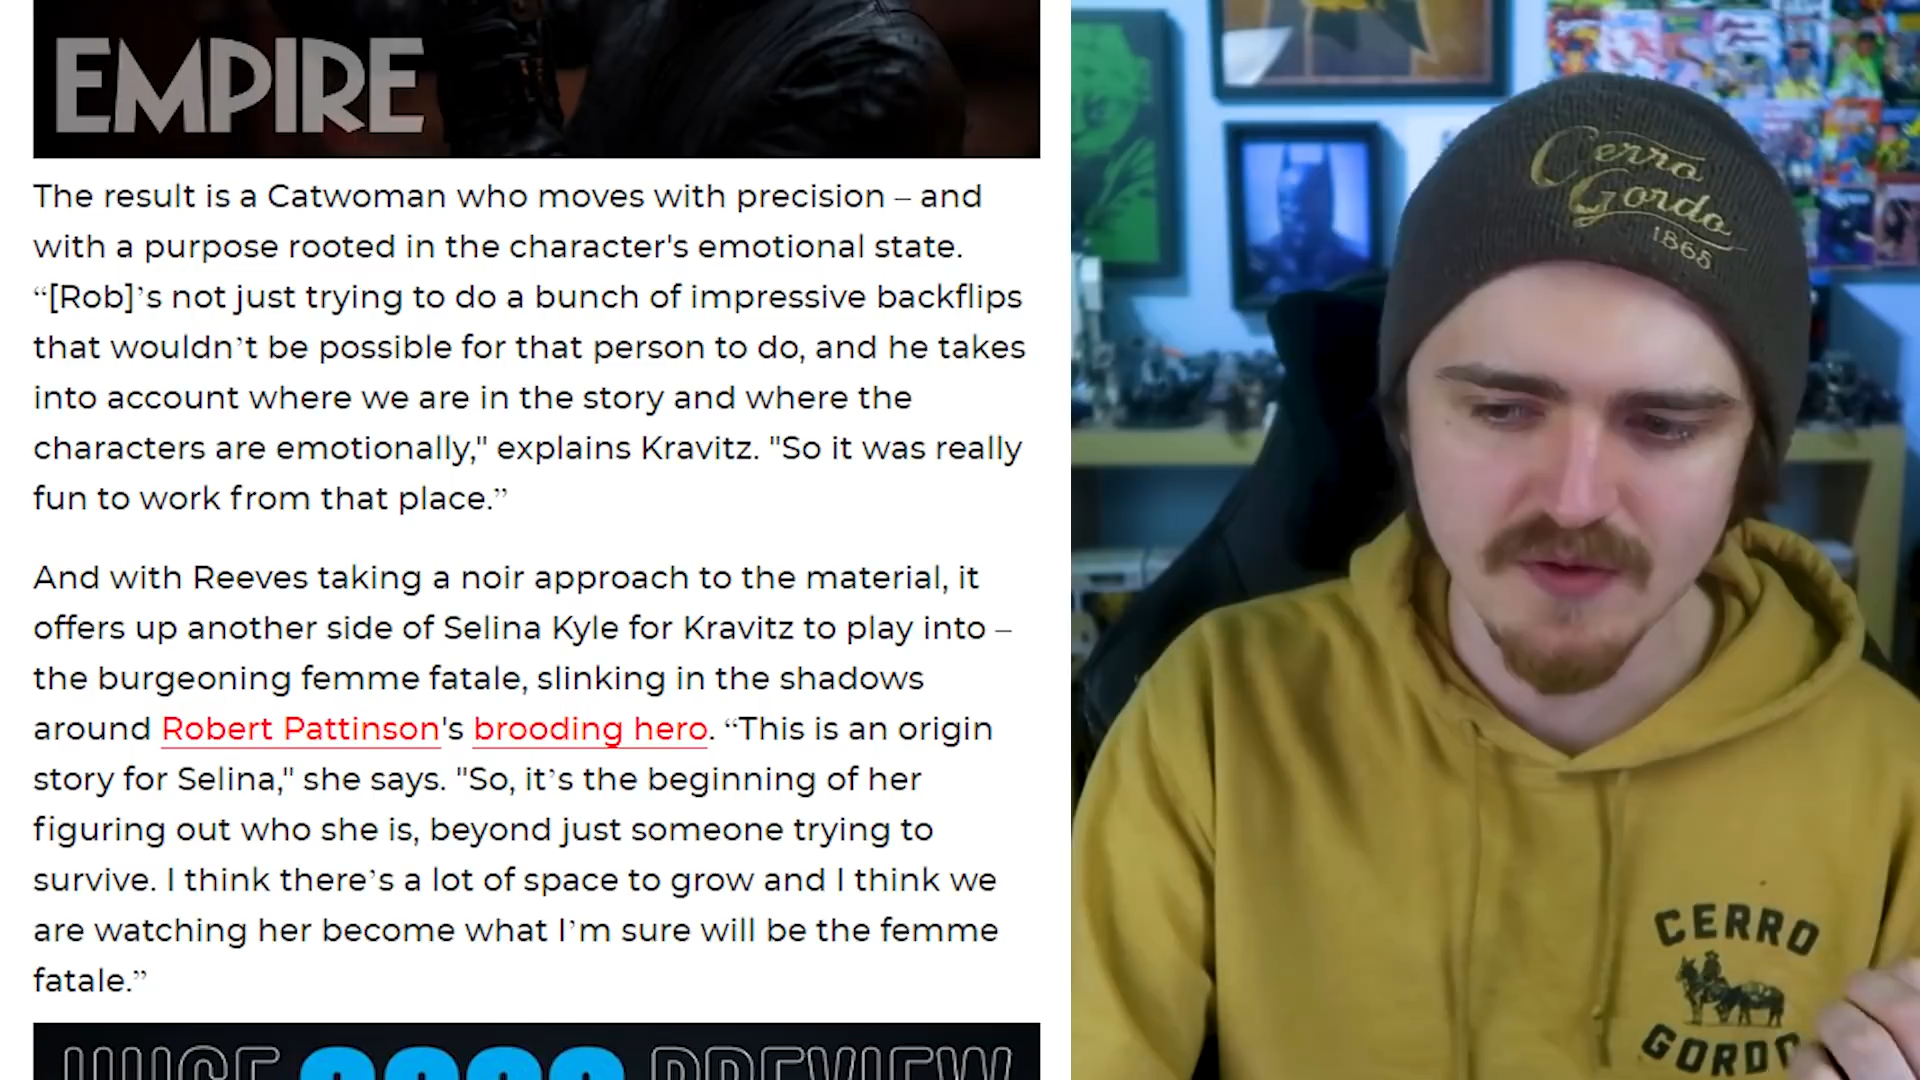 EMPIRE
The result is a Catwoman who moves with precision – and
with a purpose rooted in the character's emotional state.
“[Rob]’s not just trying to do a bunch of impressive backflips
that wouldn’t be possible for that person to do, and he takes
into account where we are in the story and where the
characters are emotionally," explains Kravitz. "So it was really
fun to work from that place.”
And with Reeves taking a noir approach to the material, it
offers up another side of Selina Kyle for Kravitz to play into –
the burgeoning femme fatale, slinking in the shadows
around Robert Pattinson's brooding hero. “This is an origin
story for Selina," she says. "So, it’s the beginning of her
figuring out who she is, beyond just someone trying to
survive. I think there’s a lot of space to grow and I think we
are watching her become what I’m sure will be the femme
fatale.”
HUGE 2022 PREVIEW
Cerro
Gordo
1865
CERRO
GORDO